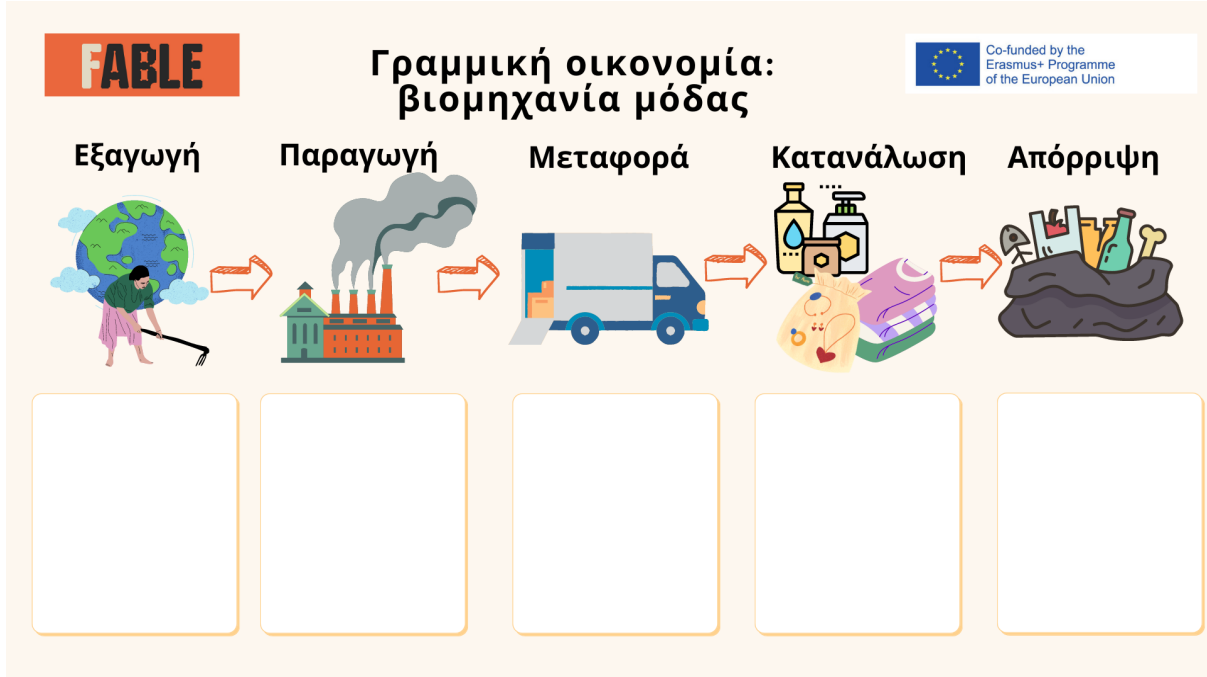 FABLE
Γραμμική οικονομία:
βιομηχανία μόδας
Co-funded by the
Erasmus+ Programme
of the European Union
Εξαγωγή
Παραγωγή
Μεταφορά
Κατανάλωση
Απόρριψη